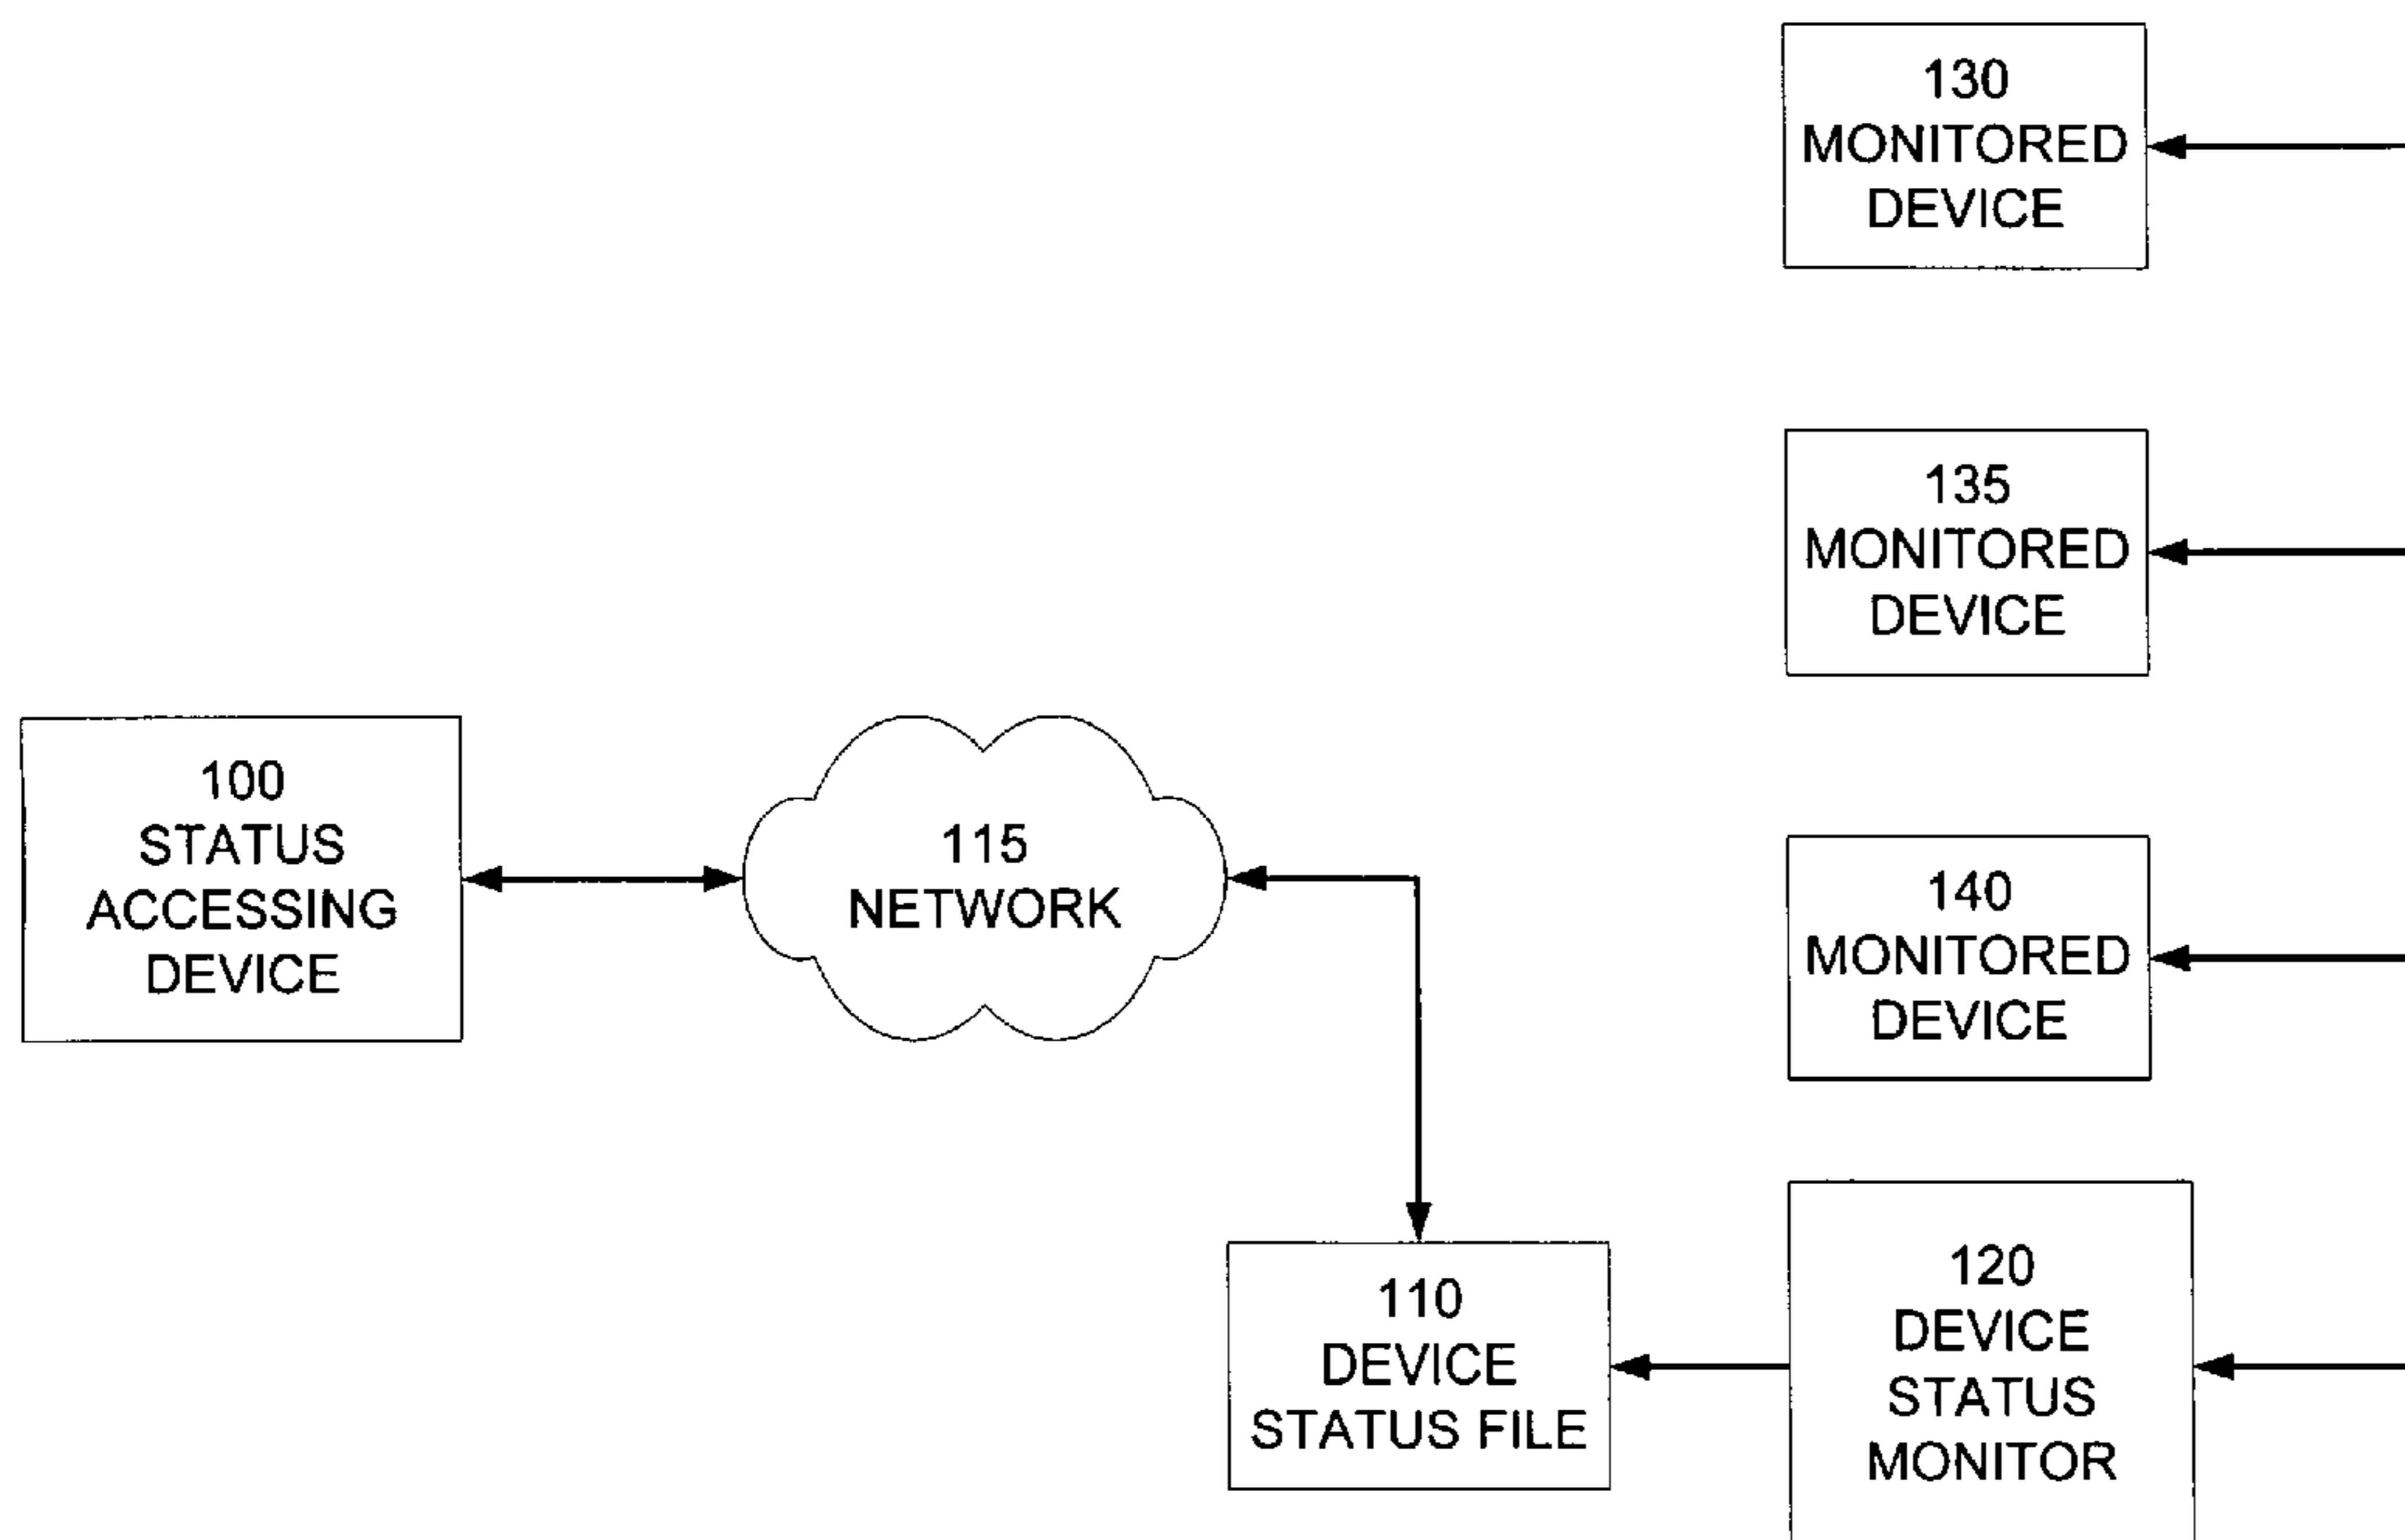 130
MONITORED
DEVICE
135
MONITORED
DEVICE
100
STATUS
ACCESSING
DEVICE
115
NETWORK
140
MONITORED
DEVICE
110
DEVICE
STATUS FILE
120
DEVICE
STATUS
MONITOR